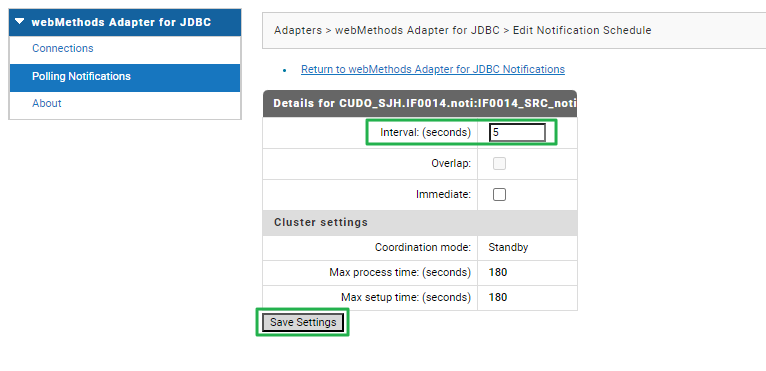 webMethods Adapter for JDBC
Connections
Polling Notifications
About
Adapters > webMethods Adapter for JDBC > Edit Notification Schedule
Return to webMethods Adapter for JDBC Notifications
Details for CUDO_SJH.IF0014.noti:IF0014_SRC_noti
Interval: (seconds) 5
Overlap:
Immediate:
Cluster settings
Coordination mode: Standby
Max process time: (seconds) 180
Max setup time: (seconds) 180
Save Settings